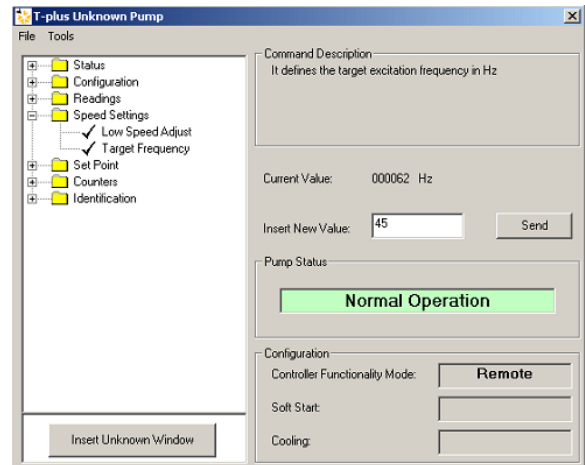 T-plus Unknown Pump
File Tools
Status
Configuration
Readings
Speed Settings
Low Speed Adjust
Target Frequency
Set Point
Counters
Identification
Insert Unknown Window
Command Description
It defines the target excitation frequency in Hz
Current Value: 000062 Hz
Insert New Value: 45 Send
Pump Status
Normal Operation
Configuration
Controller Functionality Mode: Remote
Soft Start:
Cooling: